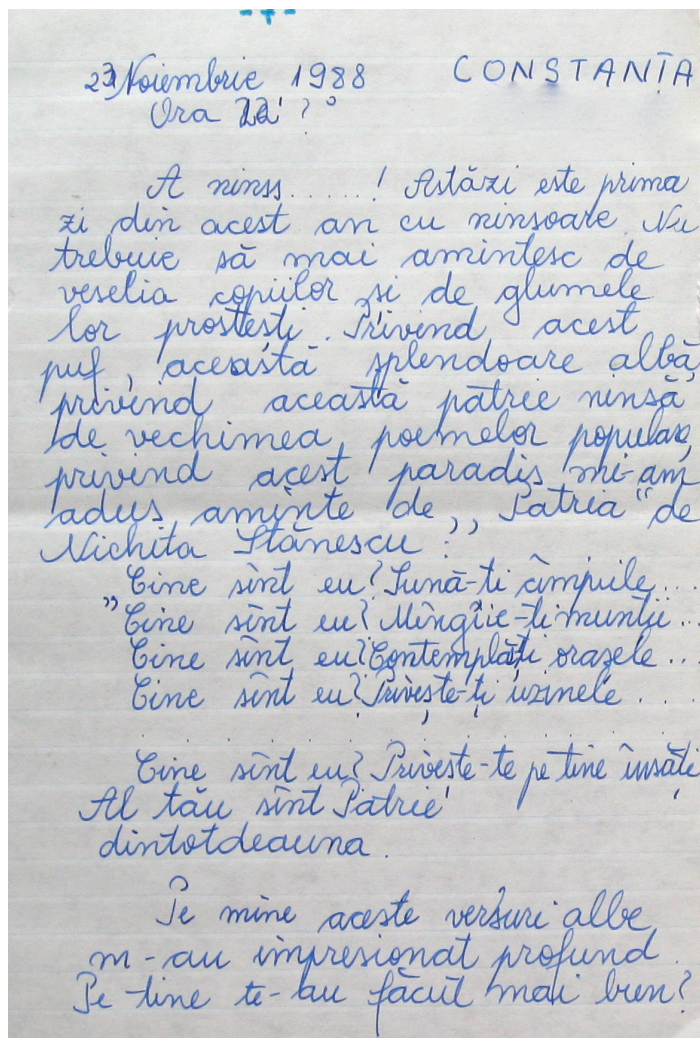 -7-
23 Noiembrie 1988 CONSTANȚA
Ora 22 ?°
A ninss......! Astăzi este prima
zi din acest an cu ninsoare. Nu
trebuie să mai amintesc de
veselia copiilor și de glumele
lor prostești. Privind acest
puf, această splendoare albă,
privind această pătrie ninsă
de vechimea poemelor populare,
privind acest paradis mi-am
adus aminte de „Patria" de
Nichita Stănescu :
Cine sînt eu? Sună-ți cîmpiile...
"Cine sînt eu? Mîngîie-ți munții...
Cine sînt eu? Contemplăți orașele...
Cine sînt eu? Privește-ți uzinele...
. . . . . . . . . . . . . .
Cine sînt eu? Privește-te pe tine însăți
Al tău sînt Patrie
dintotdeauna.
Pe mine aceste versuri albe
m-au impresionat profund.
Pe tine te-au făcut mai bun?